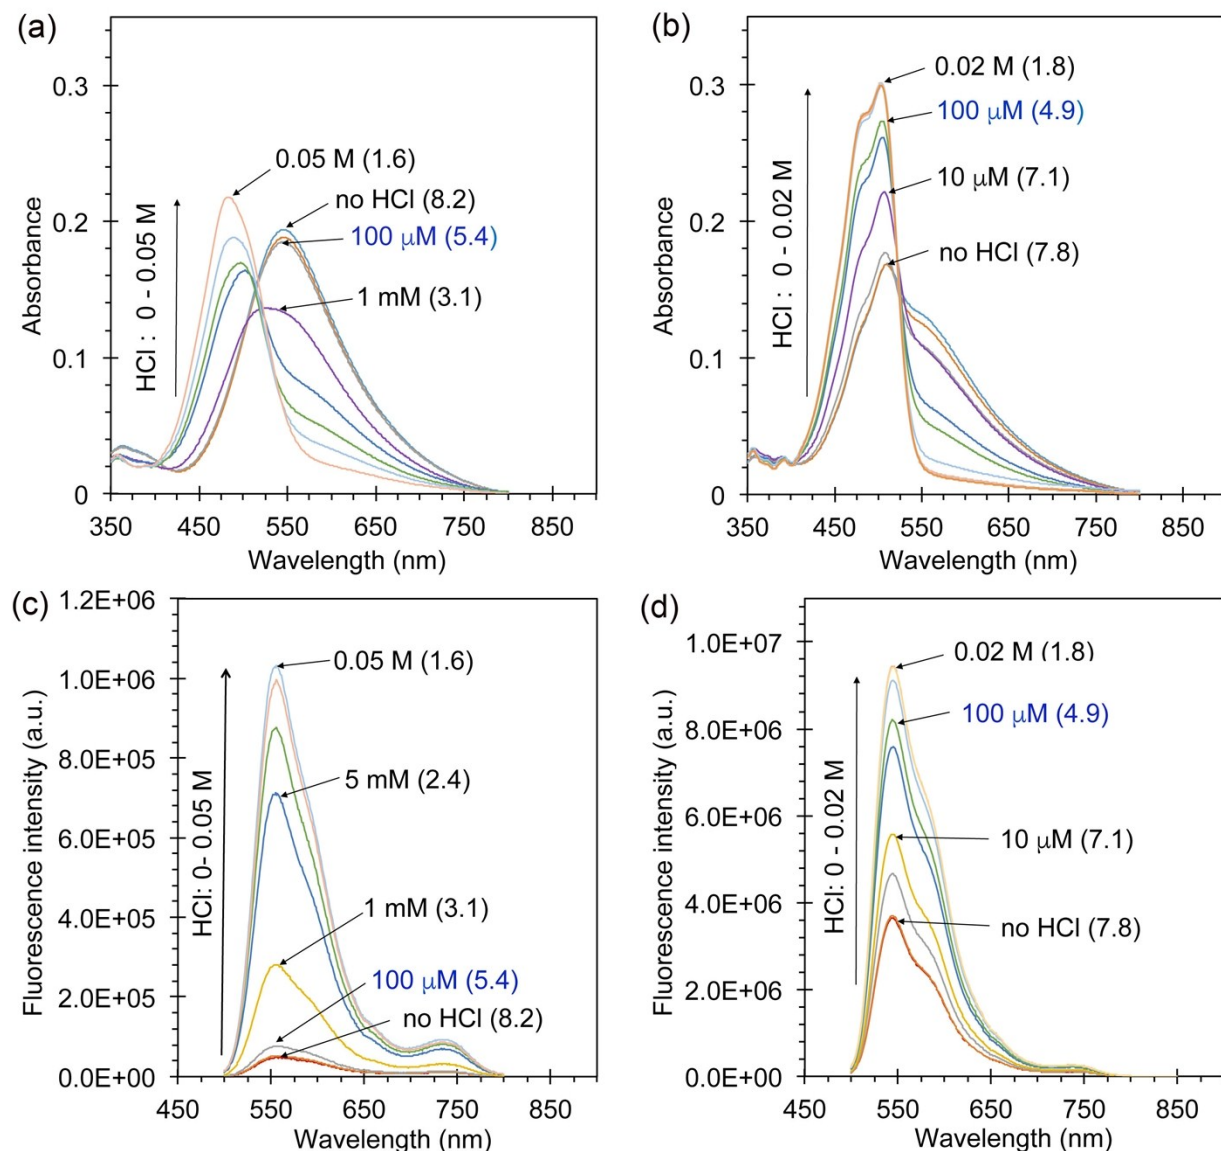 (a)
0.3
0.2
0.1
0
Absorbance
HCl : 0 - 0.05 M
0.05 M (1.6)
no HCl (8.2)
100 μM (5.4)
1 mM (3.1)
350 450 550 650 750 850
Wavelength (nm)
(b)
0.3
0.2
0.1
0
Absorbance
HCl : 0 - 0.02 M
0.02 M (1.8)
100 μM (4.9)
10 μM (7.1)
no HCl (7.8)
350 450 550 650 750 850
Wavelength (nm)
(c)
1.2E+06
1.0E+06
8.0E+05
6.0E+05
4.0E+05
2.0E+05
0.0E+00
Fluorescence intensity (a.u.)
HCl: 0- 0.05 M
0.05 M (1.6)
5 mM (2.4)
1 mM (3.1)
100 μM (5.4)
no HCl (8.2)
450 550 650 750 850
Wavelength (nm)
(d)
1.0E+07
8.0E+06
6.0E+06
4.0E+06
2.0E+06
0.0E+00
Fluorescence intensity (a.u.)
HCl: 0 - 0.02 M
0.02 M (1.8)
100 μM (4.9)
10 μM (7.1)
no HCl (7.8)
450 550 650 750 850
Wavelength (nm)